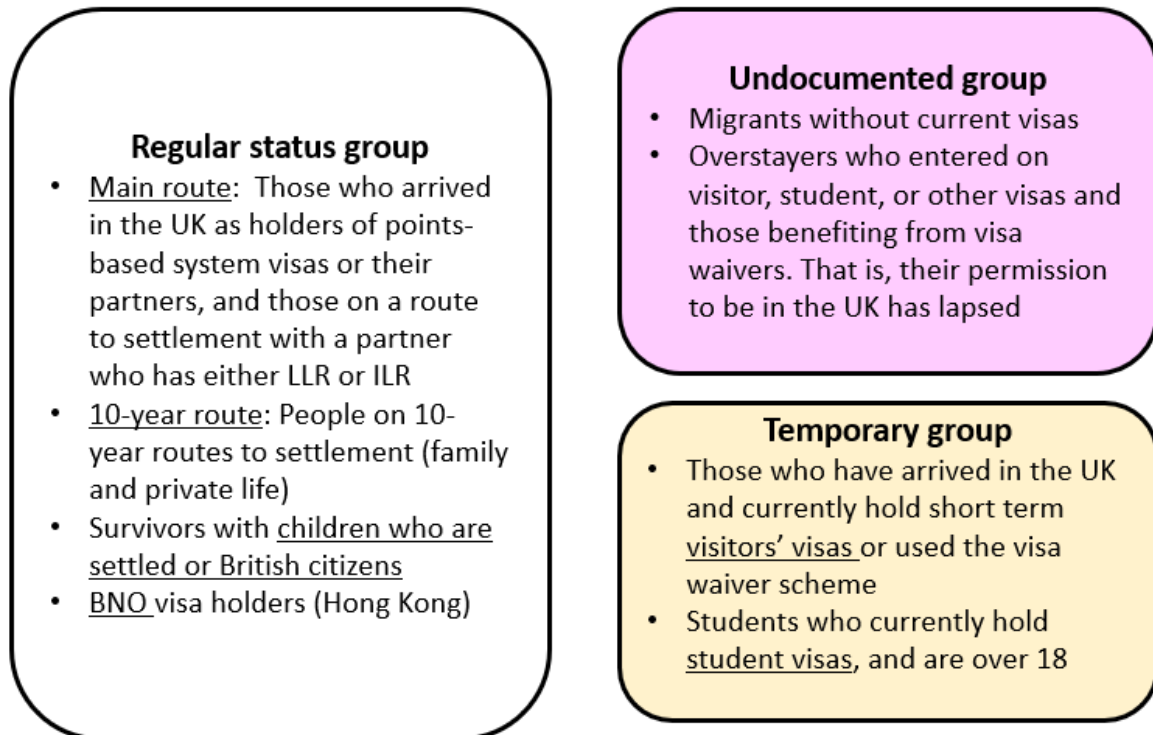 Regular status group
• Main route:  Those who arrived
in the UK as holders of points-
based system visas or their
partners, and those on a route
to settlement with a partner
who has either LLR or ILR
• 10-year route: People on 10-
year routes to settlement (family
and private life)
• Survivors with children who are
settled or British citizens
• BNO visa holders (Hong Kong)
Undocumented group
• Migrants without current visas
• Overstayers who entered on
visitor, student, or other visas and
those benefiting from visa
waivers. That is, their permission
to be in the UK has lapsed
Temporary group
• Those who have arrived in the UK
and currently hold short term
visitors’ visas or used the visa
waiver scheme
• Students who currently hold
student visas, and are over 18